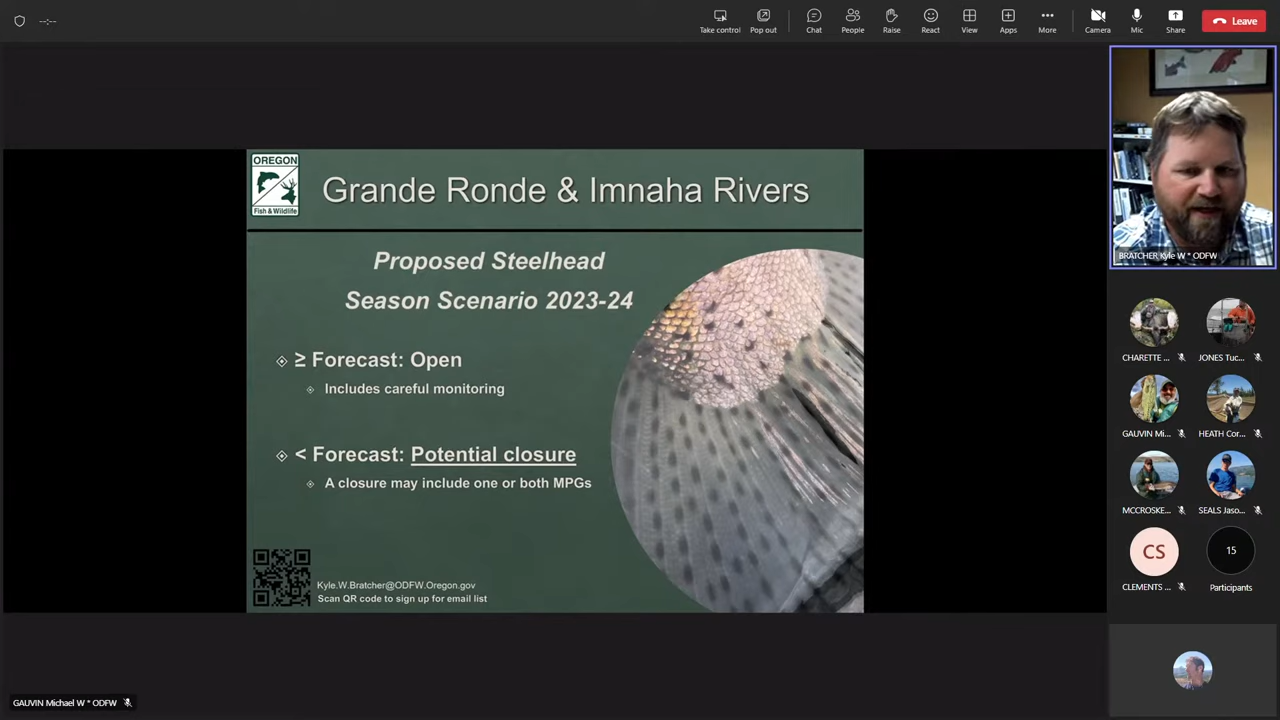 --:--
Take control
Pop out
Chat
People
Raise
React
View
Apps
More
Camera
Mic
Share
Leave
OREGON
Fish & Wildlife
Grande Ronde & Imnaha Rivers
Proposed Steelhead
Season Scenario 2023-24
≥ Forecast: Open
Includes careful monitoring
< Forecast: Potential closure
A closure may include one or both MPGs
Kyle.W.Bratcher@ODFW.Oregon.gov
Scan QR code to sign up for email list
BRATCHER Kyle W * ODFW
CHARETTE ...
JONES Tuc...
GAUVIN Mi...
HEATH Cor...
MCCROSKE...
SEALS Jaso...
CS
15
CLEMENTS ...
Participants
GAUVIN Michael W * ODFW